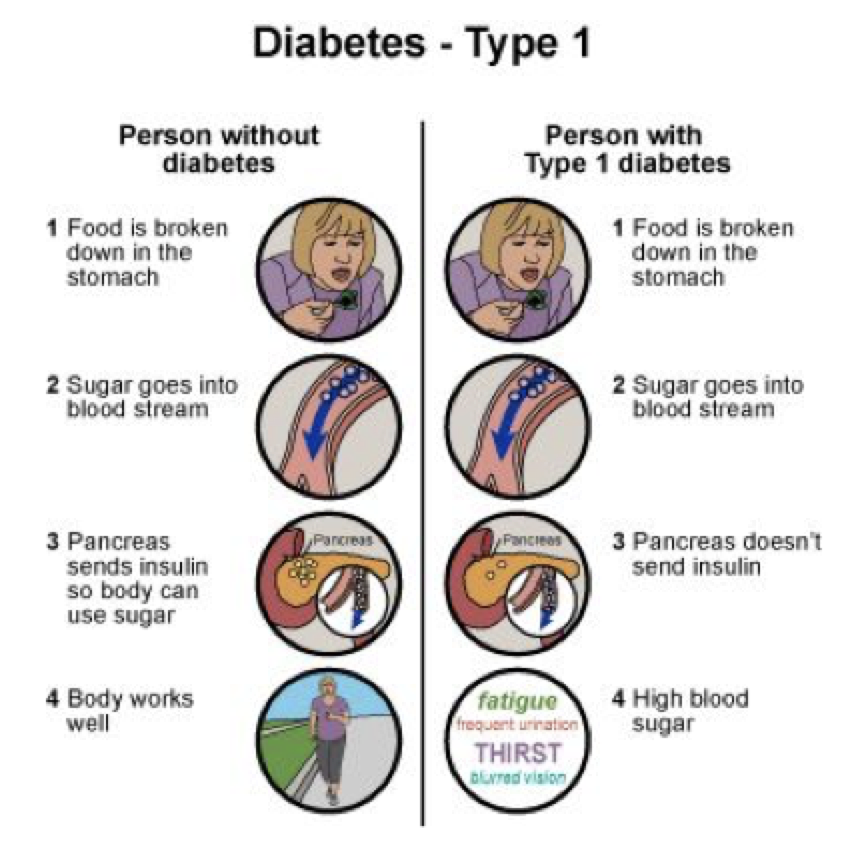 Diabetes - Type 1
Person without
diabetes
1 Food is broken
down in the
stomach
2 Sugar goes into
blood stream
3 Pancreas
sends insulin
so body can
use sugar
Pancreas
4 Body works
well
Person with
Type 1 diabetes
1 Food is broken
down in the
stomach
2 Sugar goes into
blood stream
Pancreas
3 Pancreas doesn't
send insulin
fatigue
frequent urination
THIRST
blurred vision
4 High blood
sugar